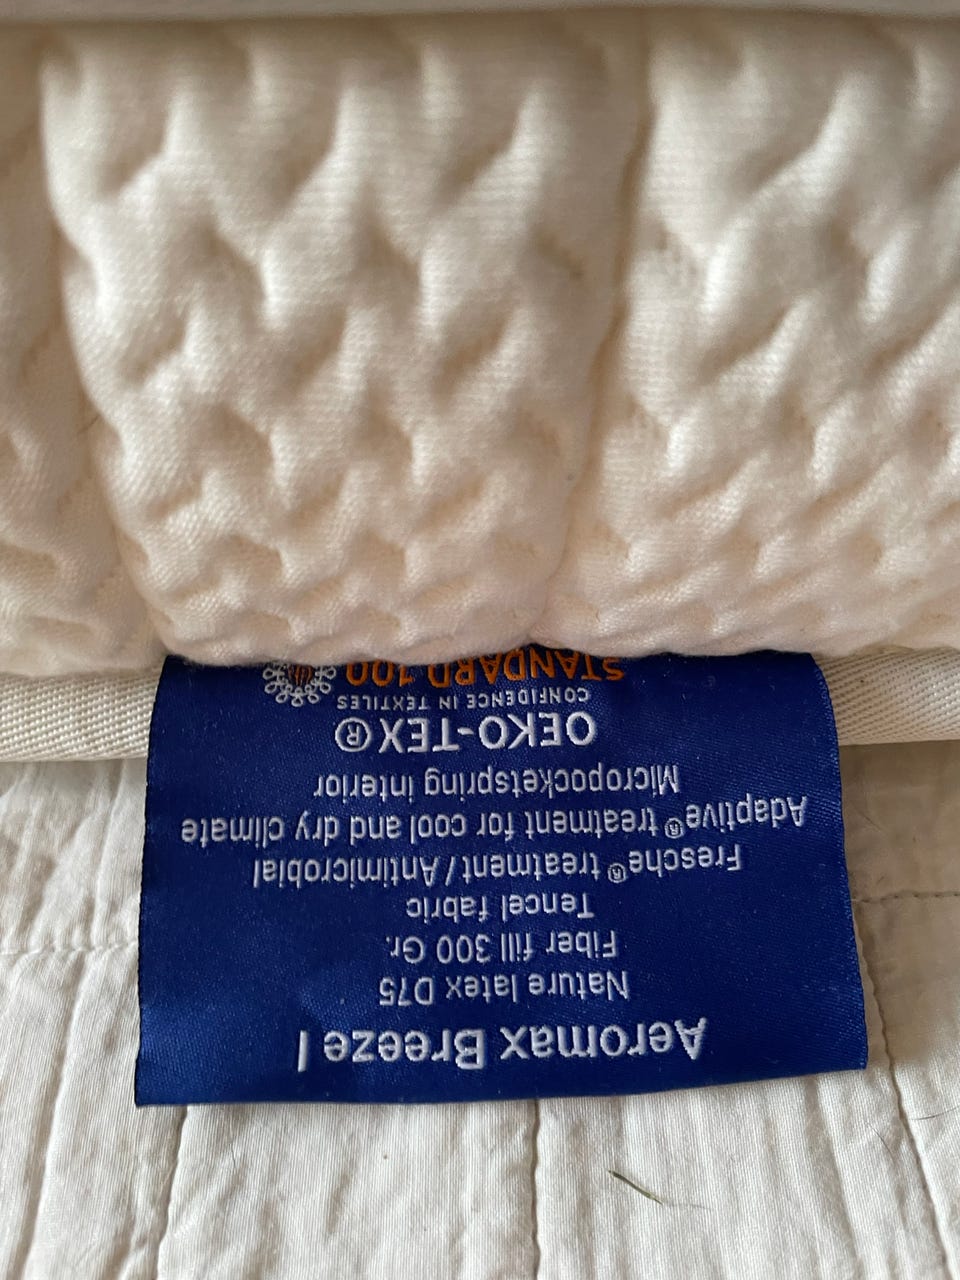 Aeromax Breeze I
Nature latex D75
Fiber fill 300 Gr.
Tencel fabric
Fresche® treatment / Antimicrobial
Adaptive® treatment for cool and dry climate
Micropocketspring interior
OEKO-TEX®
CONFIDENCE IN TEXTILES
STANDARD 100